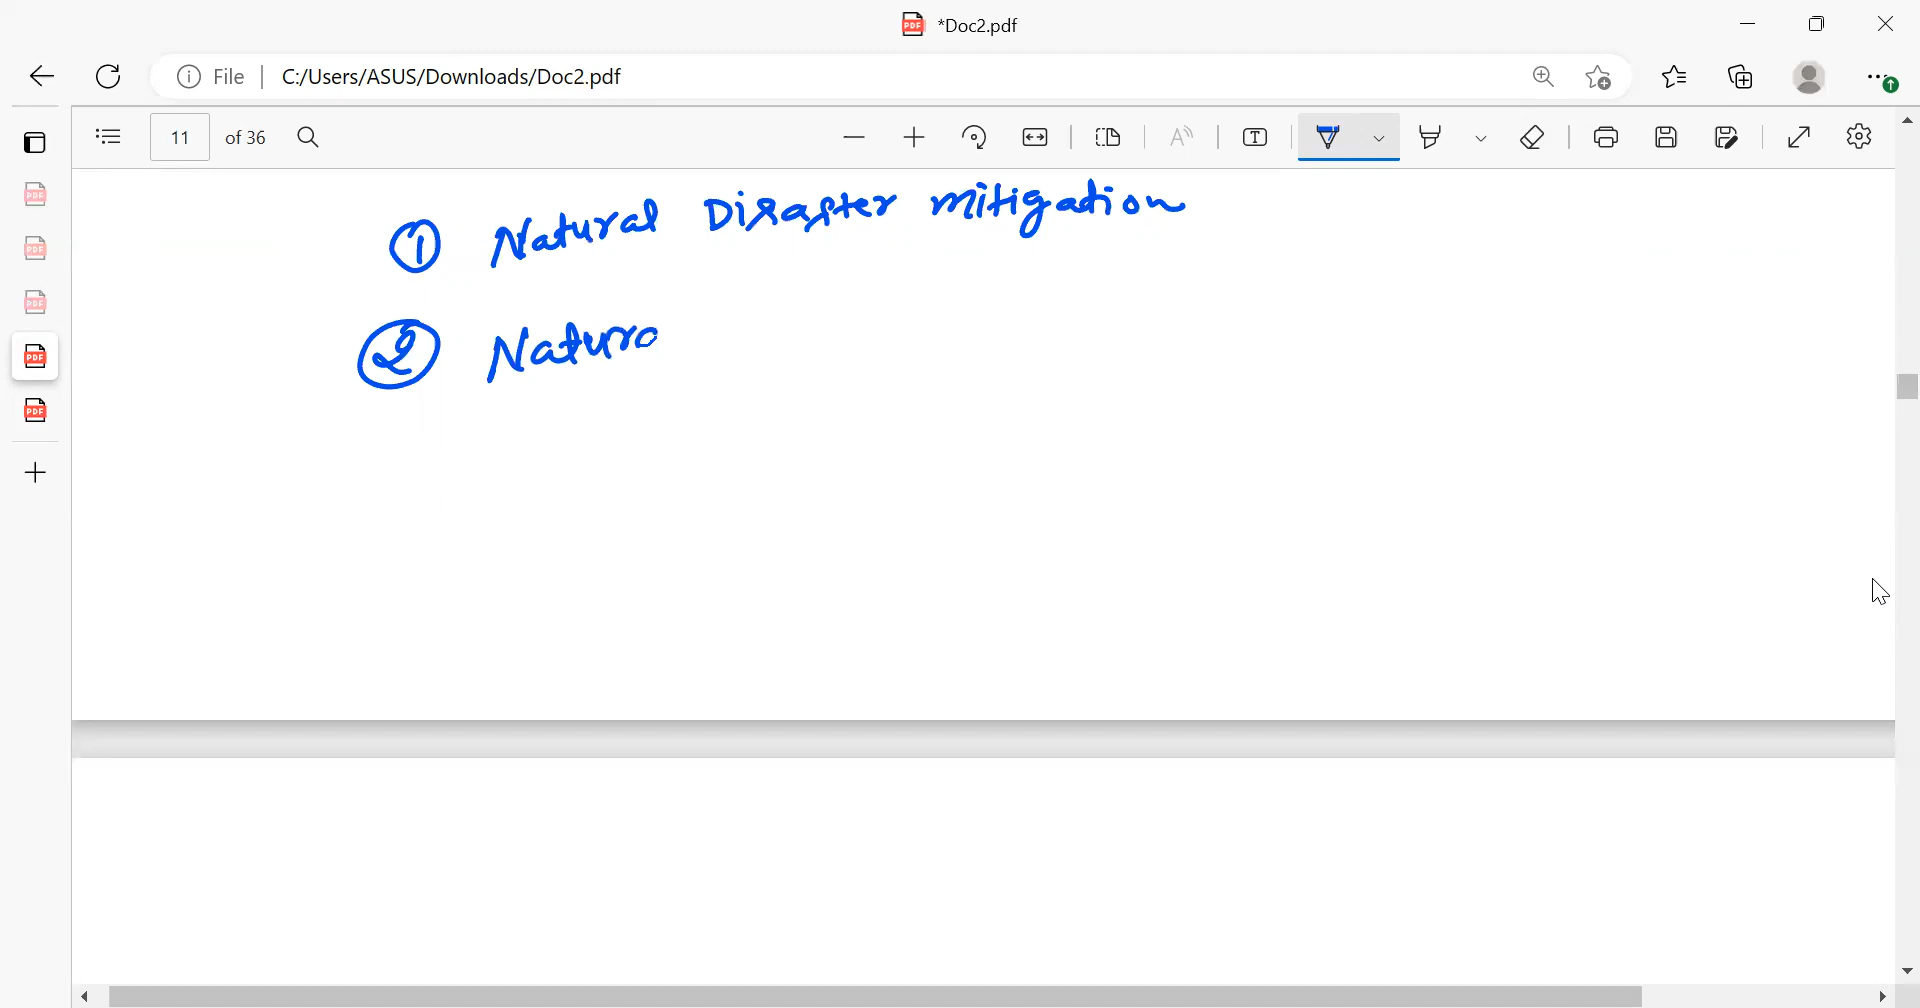 *Doc2.pdf
File C:/Users/ASUS/Downloads/Doc2.pdf
11 of 36
① Natural Disaster mitigation
② Naturo